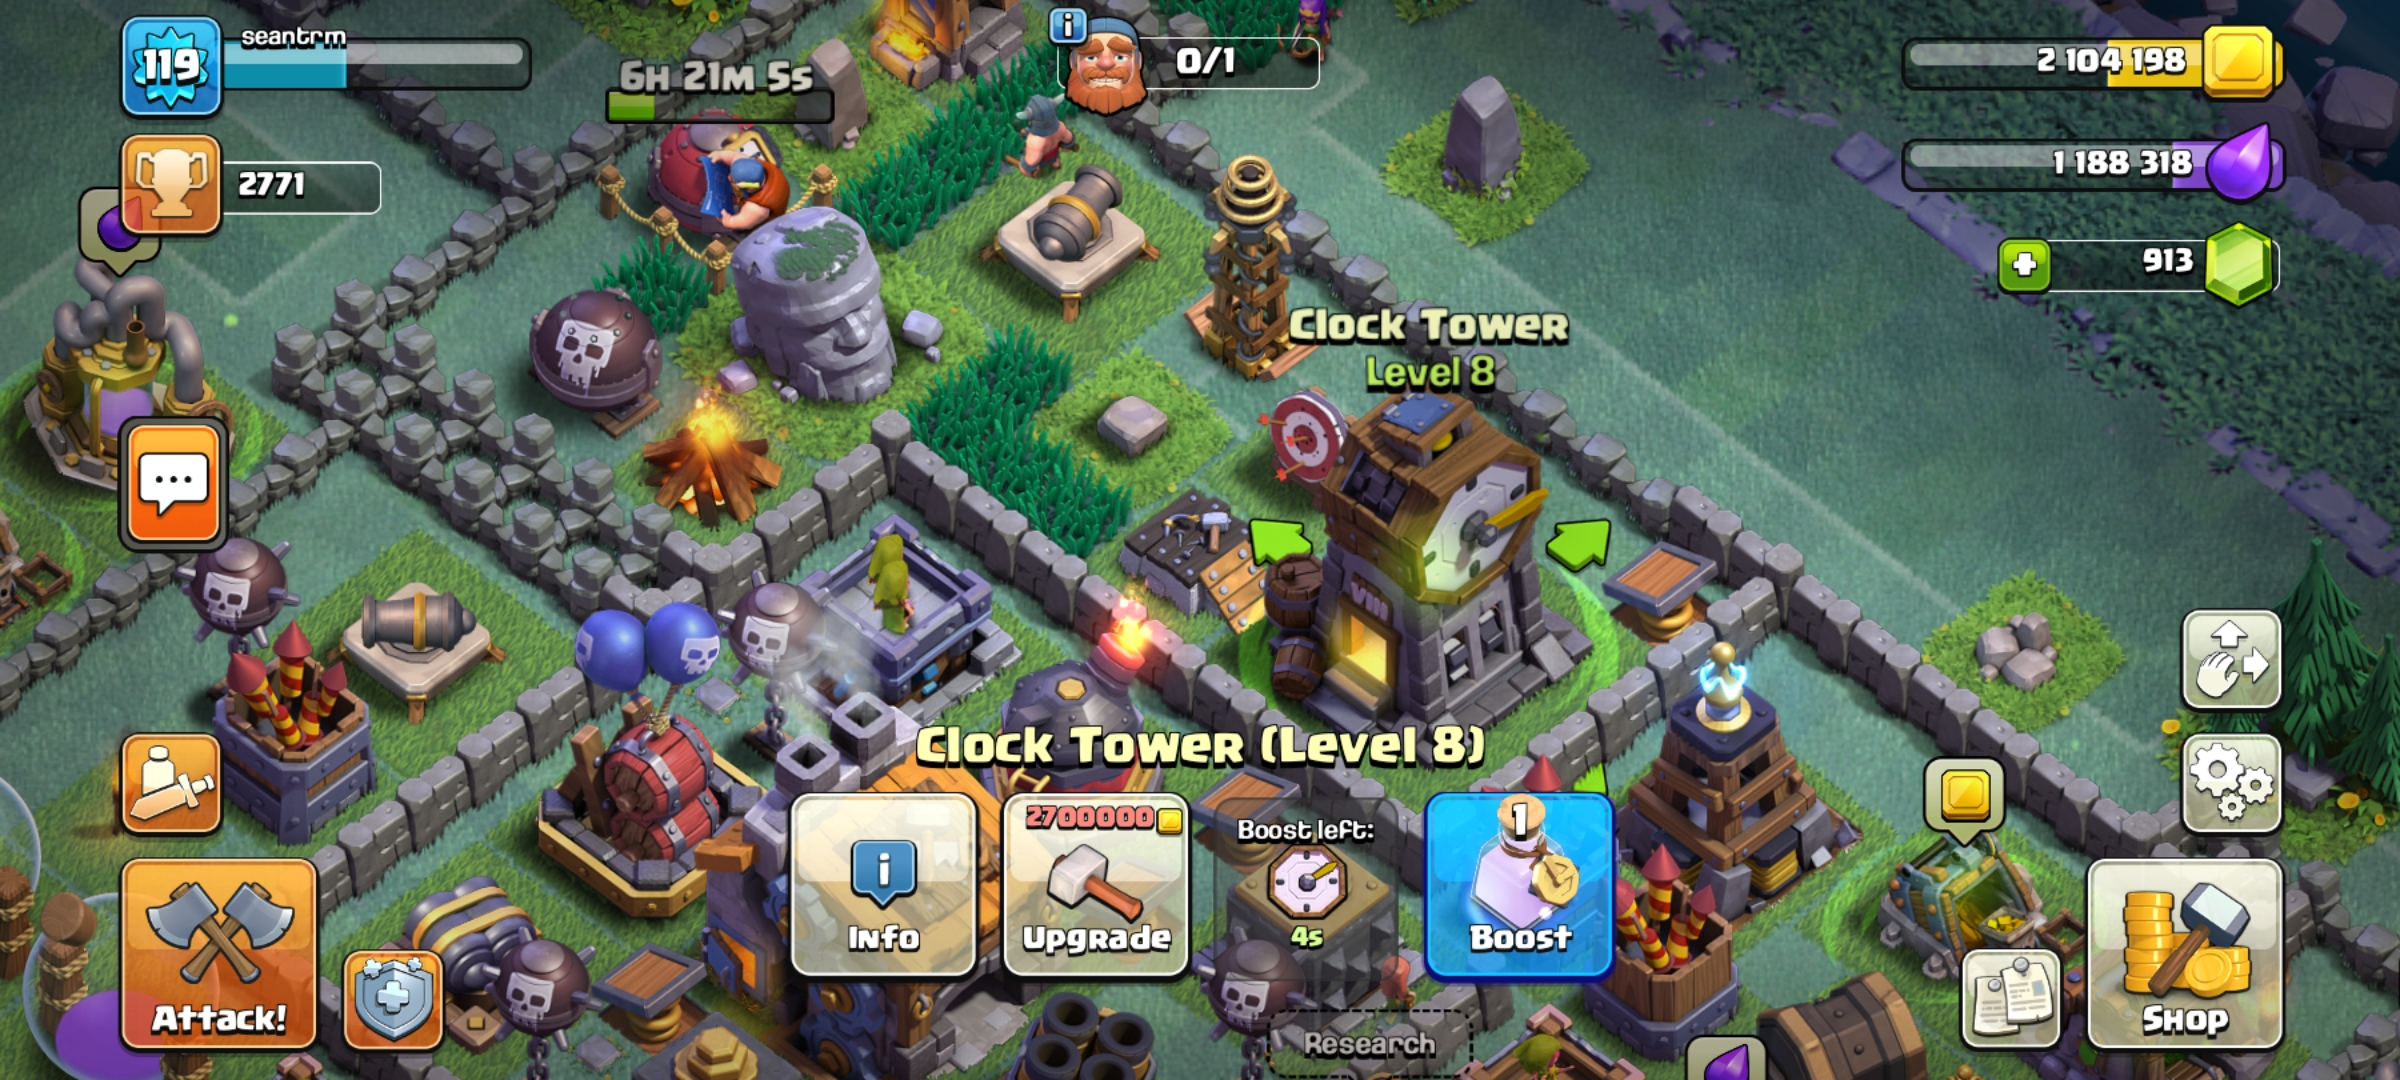 119
seantrm
6H 21M 5s
i
0/1
2 104 198
2771
1 188 318
913
Clock Tower
Level 8
VIII
Clock Tower (Level 8)
i
Info
2700000
Upgrade
Boost left:
4s
1
Boost
Attack!
Shop
Research